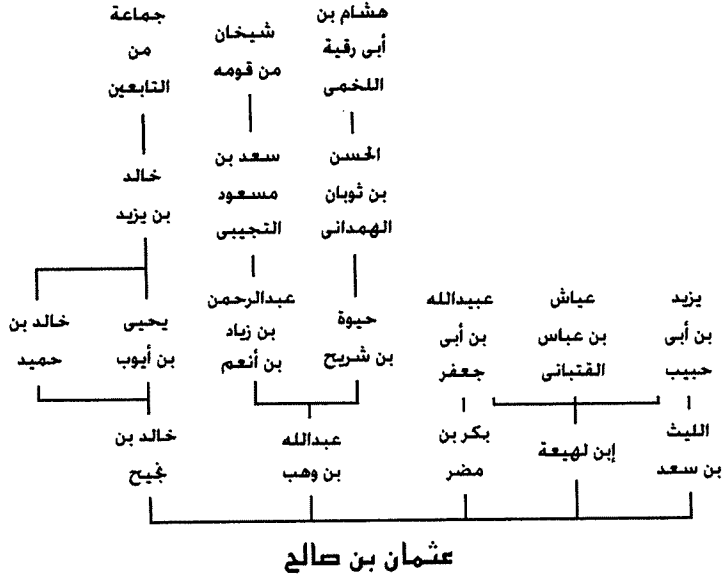 هشام بن
أبى رقية
اللخمى
شيخان
من قومه
جماعة
من
التابعين
الحسن
بن ثوبان
الهمدانى
سعد بن
مسعود
التجيبى
خالد
بن يزيد
يزيد
بن أبى
حبيب
عياش
بن عباس
القتبانى
عبيدالله
بن أبى
جعفر
حيوة
بن شريح
عبدالرحمن
بن زياد
بن أنعم
يحيى
بن أيوب
خالد بن
حميد
الليث
بن سعد
إبن لهيعة
بكر بن
مضر
عبدالله
بن وهب
خالد بن
نجيح
عثمان بن صالح